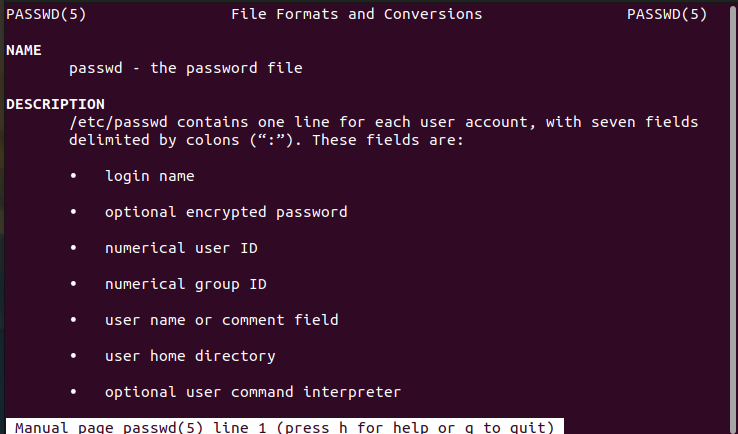 PASSWD(5) File Formats and Conversions PASSWD(5)
NAME
passwd - the password file
DESCRIPTION
/etc/passwd contains one line for each user account, with seven fields
delimited by colons (“:”). These fields are:
• login name
• optional encrypted password
• numerical user ID
• numerical group ID
• user name or comment field
• user home directory
• optional user command interpreter
Manual page passwd(5) line 1 (press h for help or q to quit)